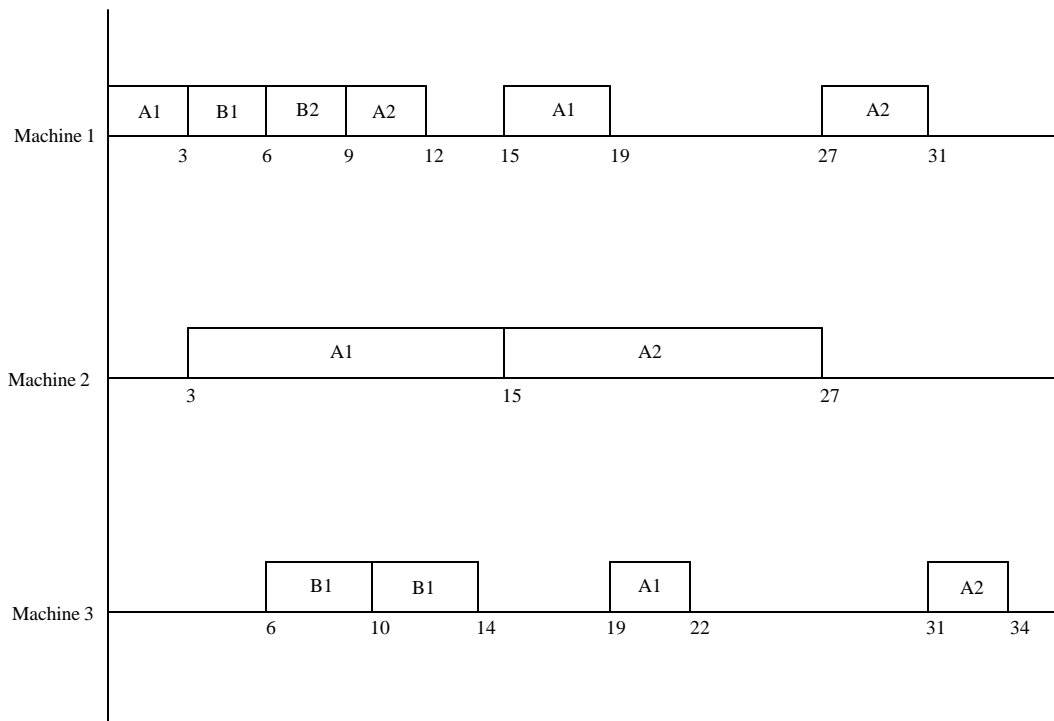 A1 B1 B2 A2 A1 A2
Machine 1
3 6 9 12 15 19 27 31
A1 A2
Machine 2
3 15 27
B1 B1 A1 A2
Machine 3
6 10 14 19 22 31 34